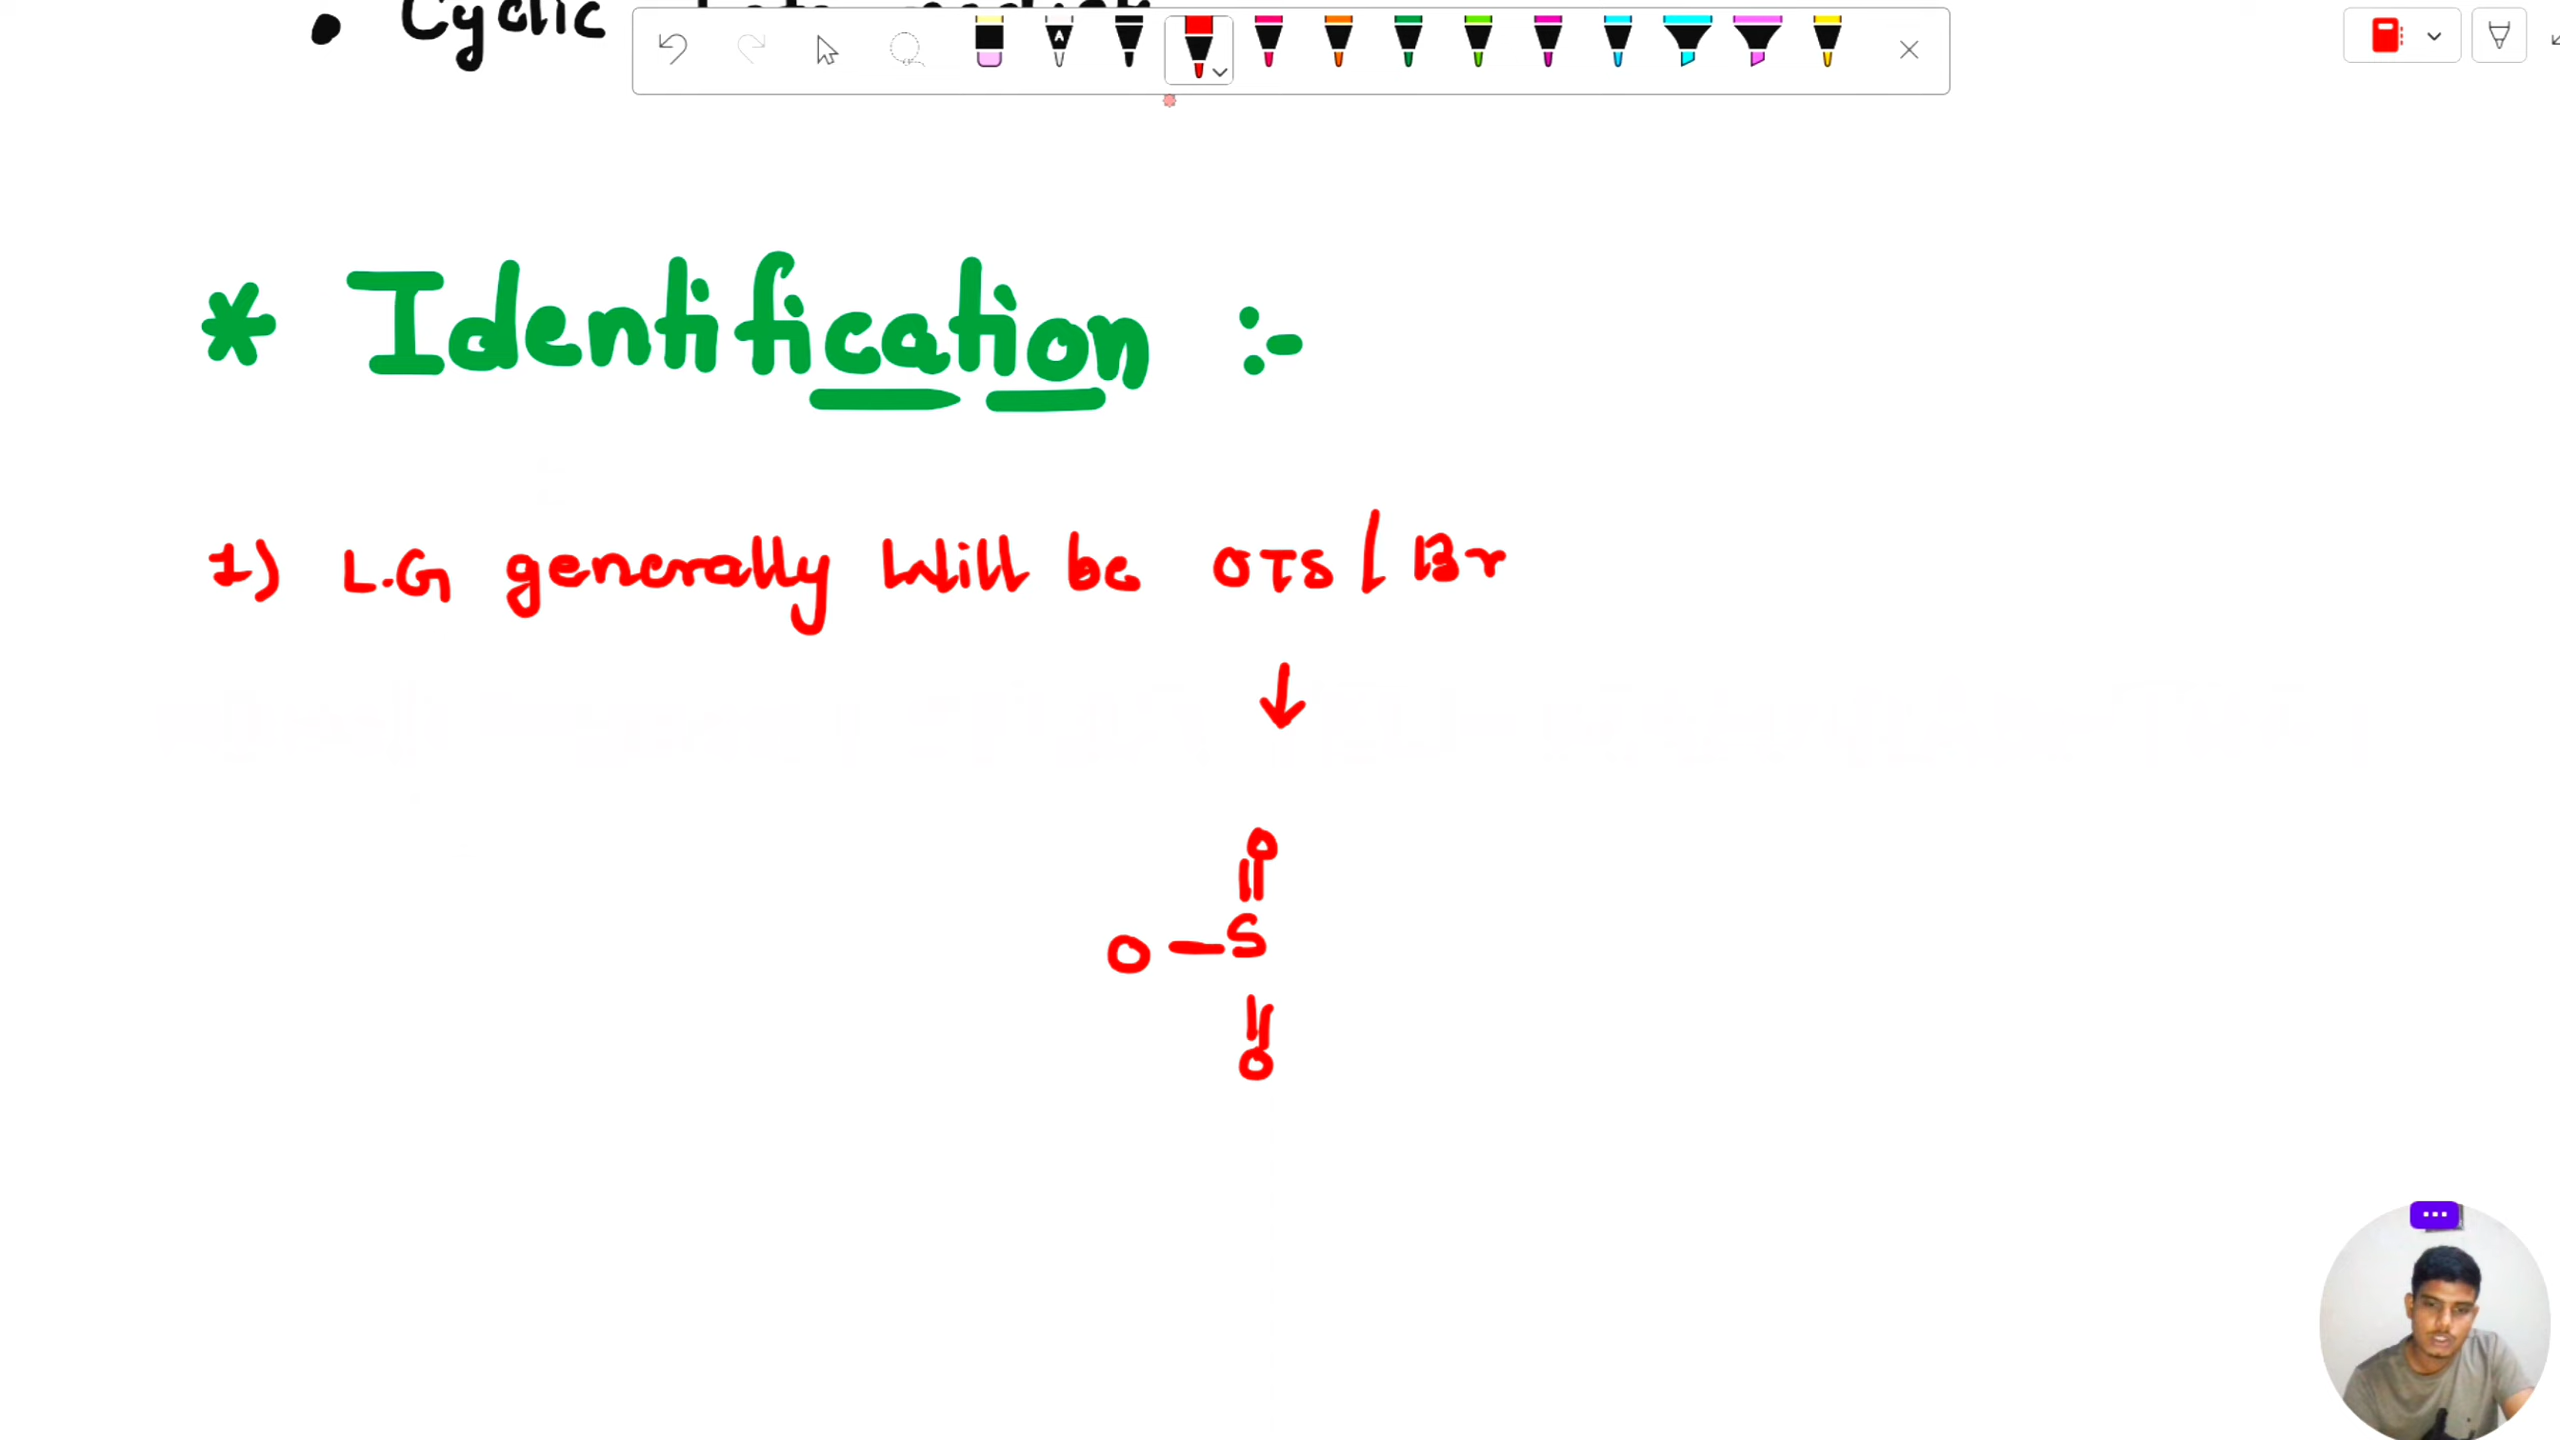 • Cyclic
* Identification :-
1) L.G generally will be OTS / Br
↓
O
||
O — S
||
O